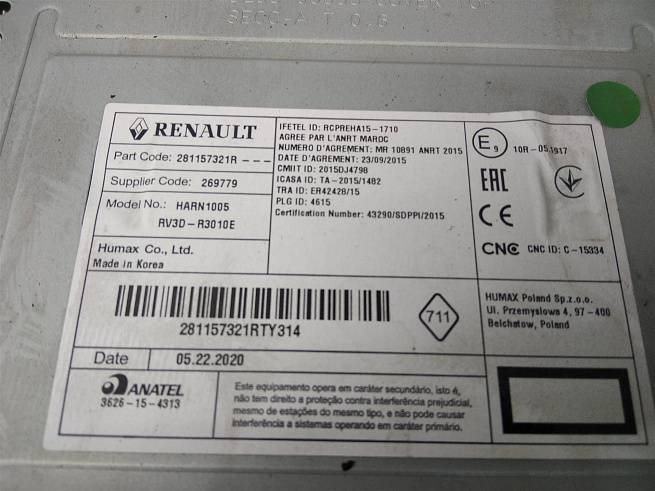 SECC-A T 0.8
RENAULT
Part Code: 281157321R - - -
Supplier Code: 269779
Model No.: HARN1005
RV3D-R3010E
Humax Co., Ltd.
Made in Korea
IFETEL ID: RCPREHA15-1710
AGREE PAR L'ANRT MAROC
NUMERO D'AGREMENT: MR 10891 ANRT 2015
DATE D'AGREMENT: 23/09/2015
CMIIT ID: 2015DJ4798
ICASA ID: TA-2015/1482
TRA ID: ER42428/15
PLG ID: 4615
Certification Number: 43290/SDPPI/2015
E9 10R-051917
EAC
CE
CNC CNC ID: C-15334
281157321RTY314
711
HUMAX Poland Sp.z.o.o.
Ul. Przemyslowa 4, 97-400
Belchatow, Poland
Date 05.22.2020
ANATEL
3626-15-4313
Este equipamento opera em caráter secundário, isto é,
não tem direito a proteção contra interferência prejudicial,
mesmo de estações do mesmo tipo, e não pode causar
interferência a sistemas operando em caráter primário.